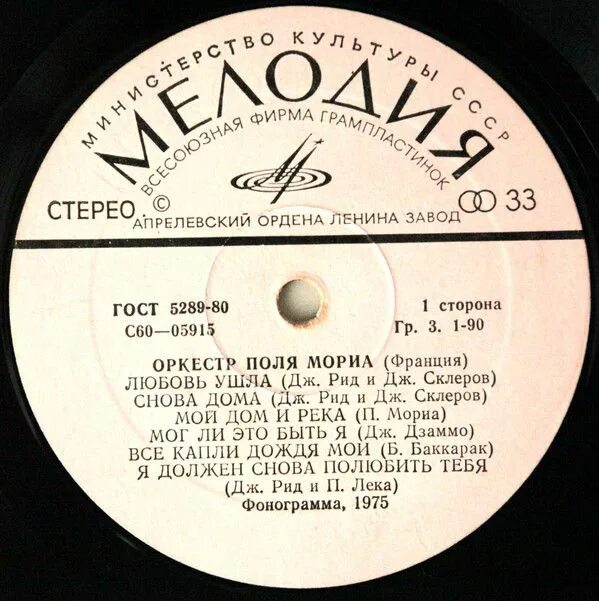 МИНИСТЕРСТВО КУЛЬТУРЫ СССР
МЕЛОДИЯ
ВСЕСОЮЗНАЯ ФИРМА ГРАМПЛАСТИНОК
СТЕРЕО © 33
АПРЕЛЕВСКИЙ ОРДЕНА ЛЕНИНА ЗАВОД
ГОСТ 5289-80 1 сторона
С60—05915 Гр. 3. 1-90
ОРКЕСТР ПОЛЯ МОРИА (Франция)
ЛЮБОВЬ УШЛА (Дж. Рид и Дж. Склеров)
СНОВА ДОМА (Дж. Рид и Дж. Склеров)
МОЙ ДОМ И РЕКА (П. Мориа)
МОГ ЛИ ЭТО БЫТЬ Я (Дж. Дзаммо)
ВСЕ КАПЛИ ДОЖДЯ МОИ (Б. Баккарак)
Я ДОЛЖЕН СНОВА ПОЛЮБИТЬ ТЕБЯ
(Дж. Рид и П. Лека)
Фонограмма, 1975